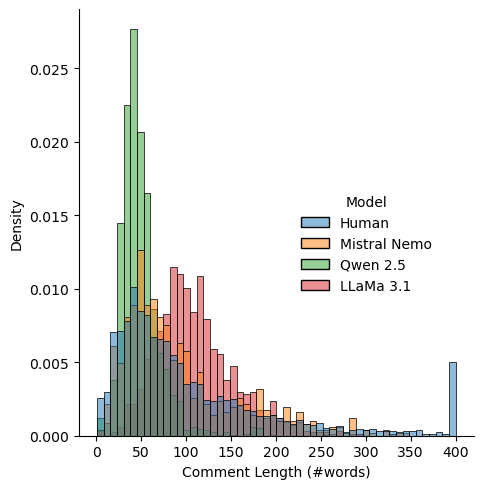 0.025
0.020
0.015
0.010
0.005
0.000
Density
Model
Human
Mistral Nemo
Qwen 2.5
LLaMa 3.1
0 50 100 150 200 250 300 350 400
Comment Length (#words)